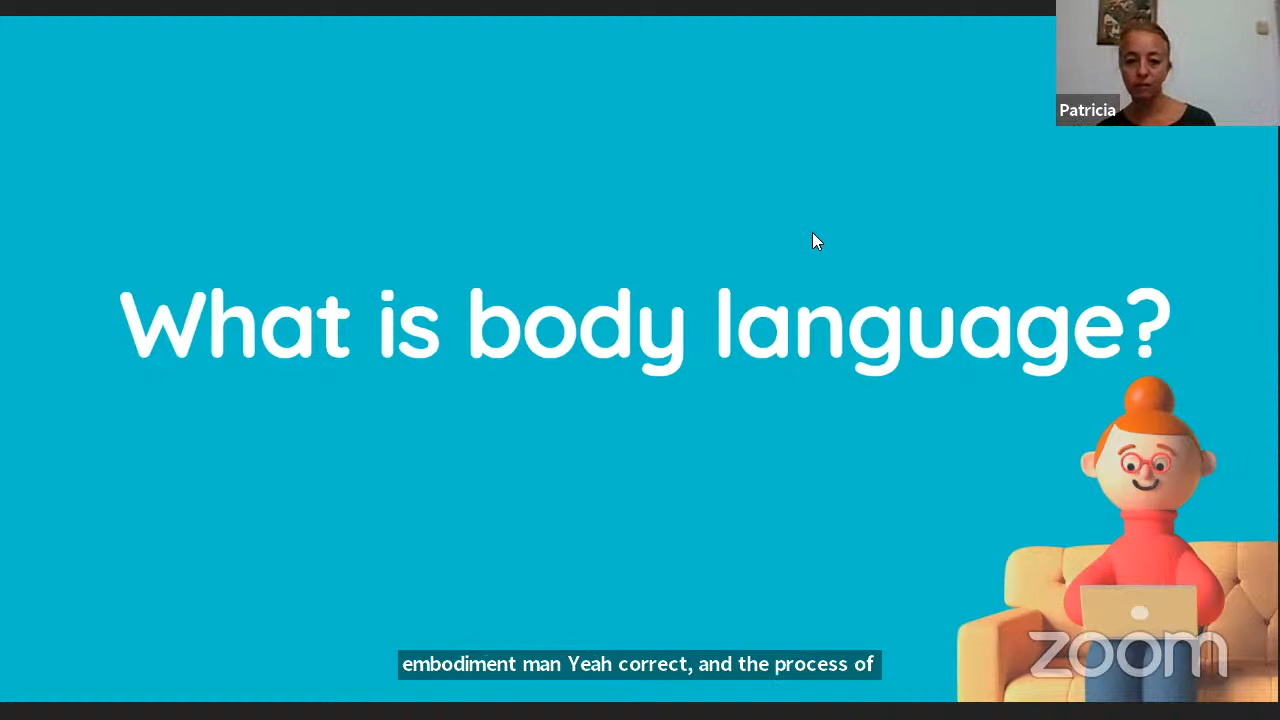 Patricia
What is body language?
zoom
embodiment man Yeah correct, and the process of